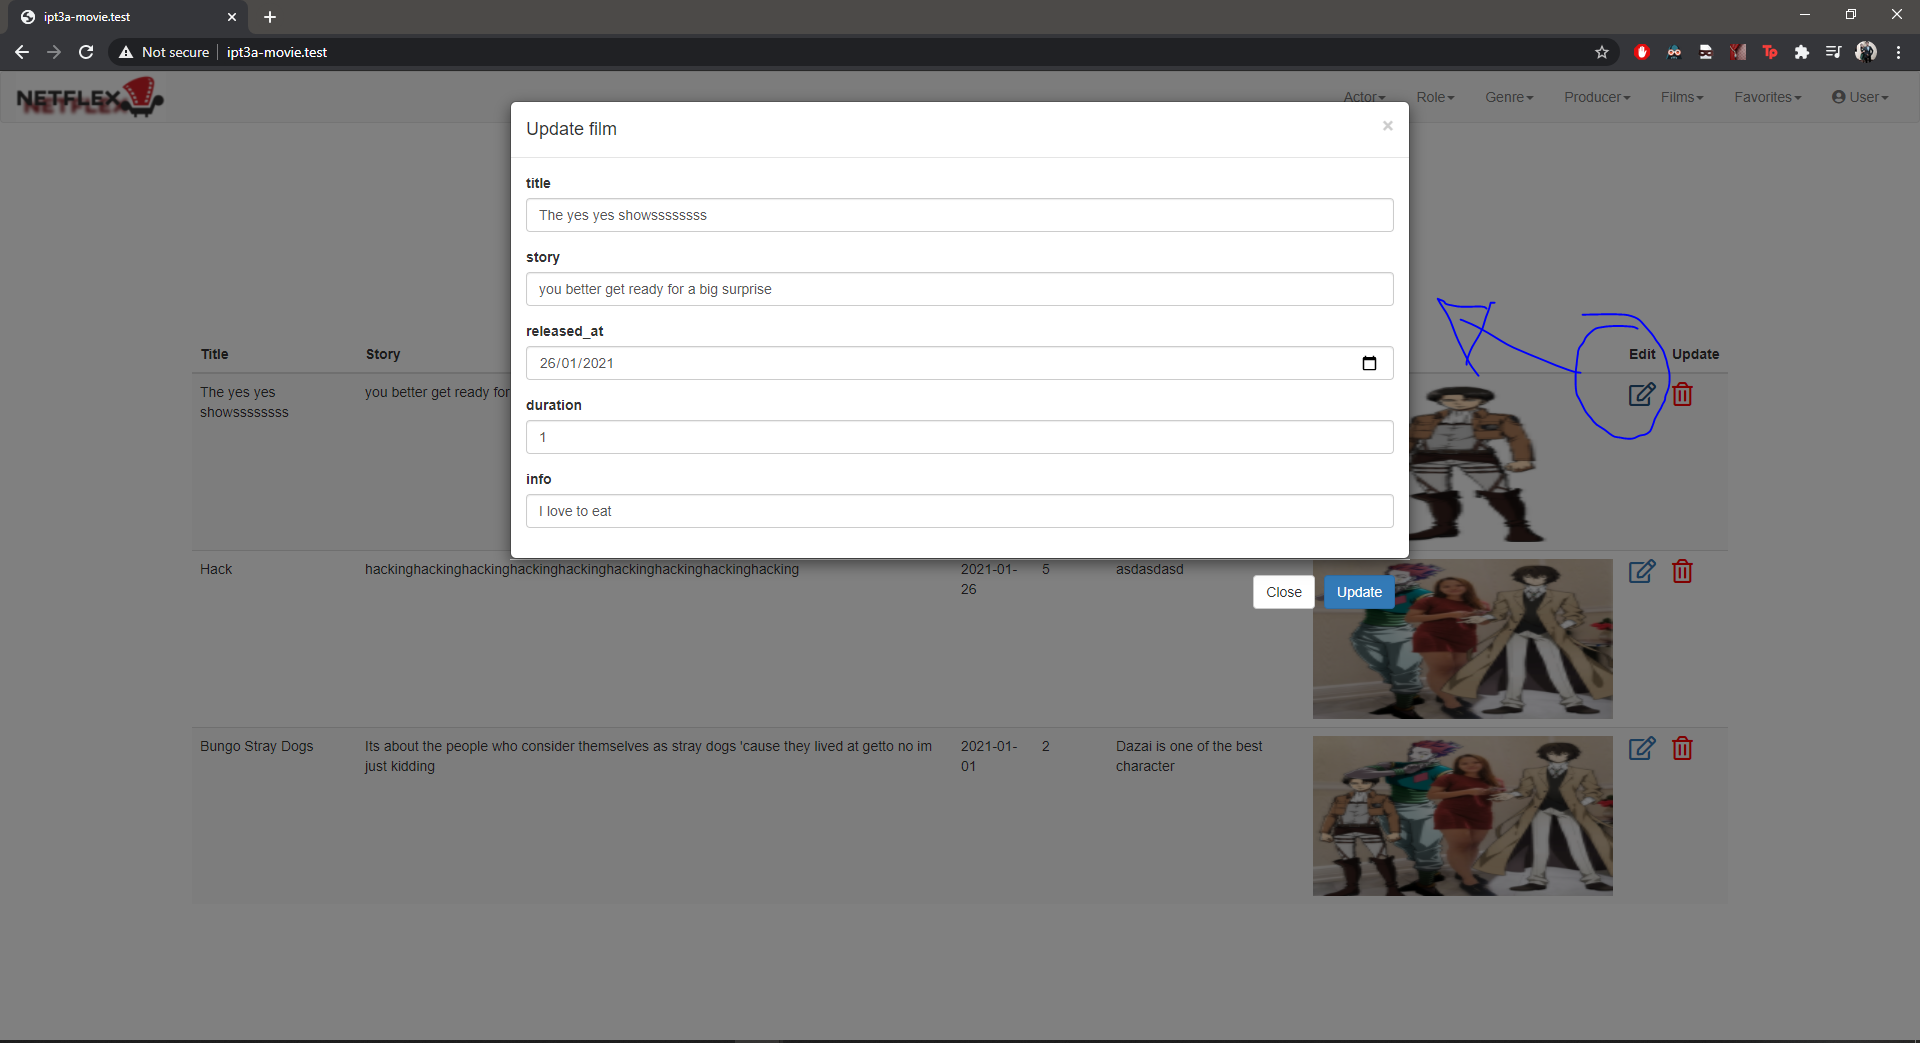 ipt3a-movie.test
Not secure
ipt3a-movie.test
Tp
NETFLEX
Actor
Role
Genre
Producer
Films
Favorites
User
Update film
×
title
The yes yes showssssssss
story
you better get ready for a big surprise
released_at
26/01/2021
duration
1
info
I love to eat
Close
Update
Title
Story
Edit
Update
The yes yes
showssssssss
you better get ready for
Hack
hackinghackinghackinghackinghackinghackinghackinghackinghacking
2021-01-
26
5
asdasdasd
Bungo Stray Dogs
Its about the people who consider themselves as stray dogs 'cause they lived at getto no im
just kidding
2021-01-
01
2
Dazai is one of the best
character